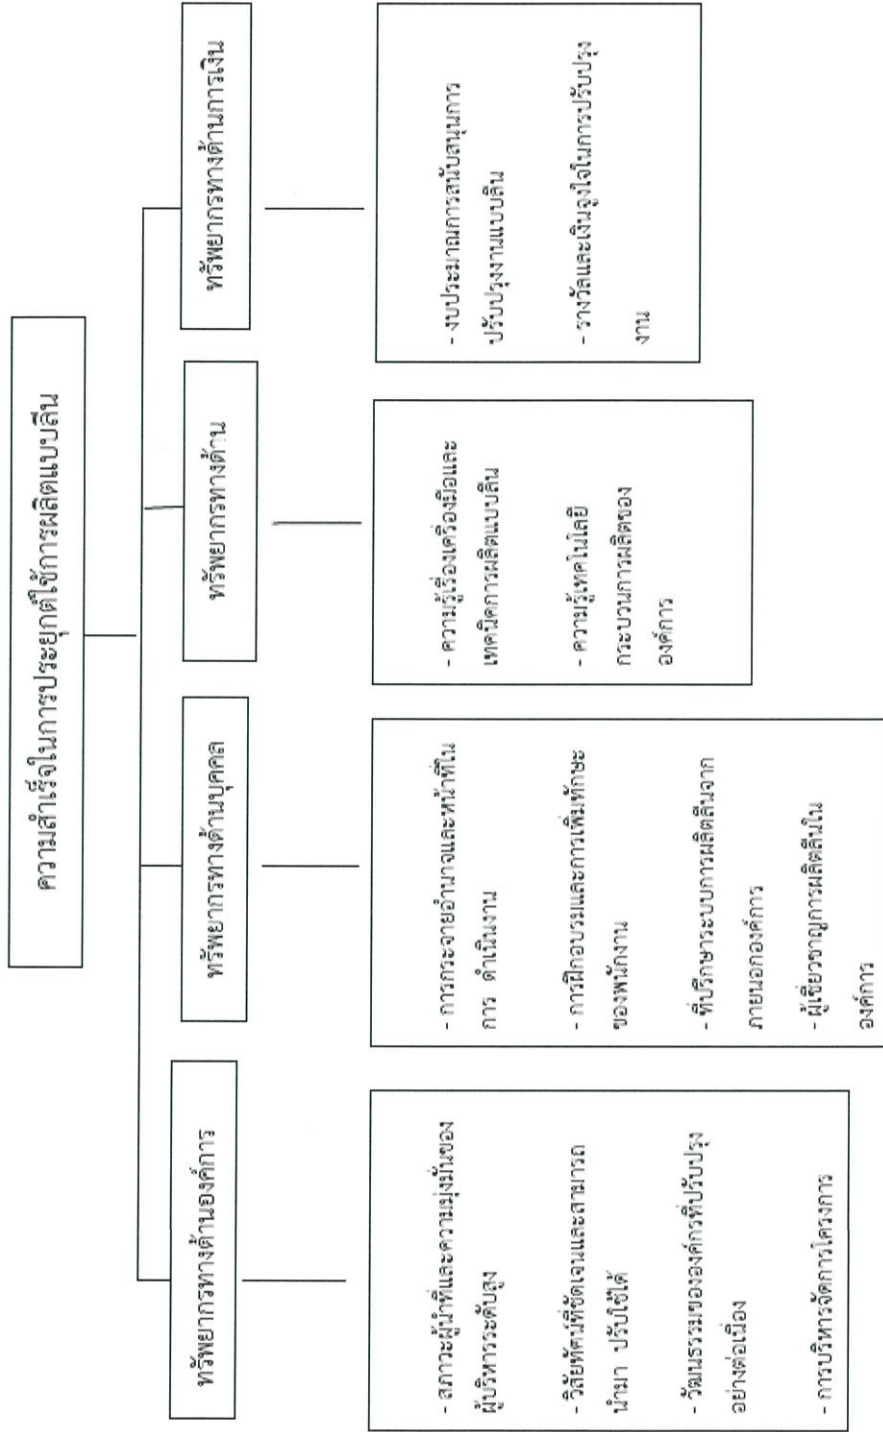 ความสำเร็จในการประยุกต์ใช้การผลิตแบบลีน
ทรัพยากรทางด้านองค์การ
ทรัพยากรทางด้านบุคคล
ทรัพยากรทางด้าน
ทรัพยากรทางด้านการเงิน
- สภาวะผู้นำที่และความมุ่งมั่นของ
ผู้บริหารระดับสูง
- วิสัยทัศน์ที่ชัดเจนและสามารถ
นำมา ปรับใช้ได้
- วัฒนธรรมขององค์กรที่ปรับปรุง
อย่างต่อเนื่อง
- การบริหารจัดการโครงการ
- การกระจายอำนาจและหน้าที่ใน
การ ดำเนินงาน
- การฝึกอบรมและการเพิ่มทักษะ
ของพนักงาน
- ที่ปรึกษาระบบการผลิตลีนจาก
ภายนอกองค์การ
- ผู้เชี่ยวชาญการผลิตลีนใน
องค์การ
- ความรู้เรื่องเครื่องมือและ
เทคนิคการผลิตแบบลีน
- ความรู้เทคโนโลยี
กระบวนการผลิตของ
องค์การ
- งบประมาณการสนับสนุนการ
ปรับปรุงงานแบบลีน
- รางวัลและเงินจูงใจในการปรับปรุง
งาน